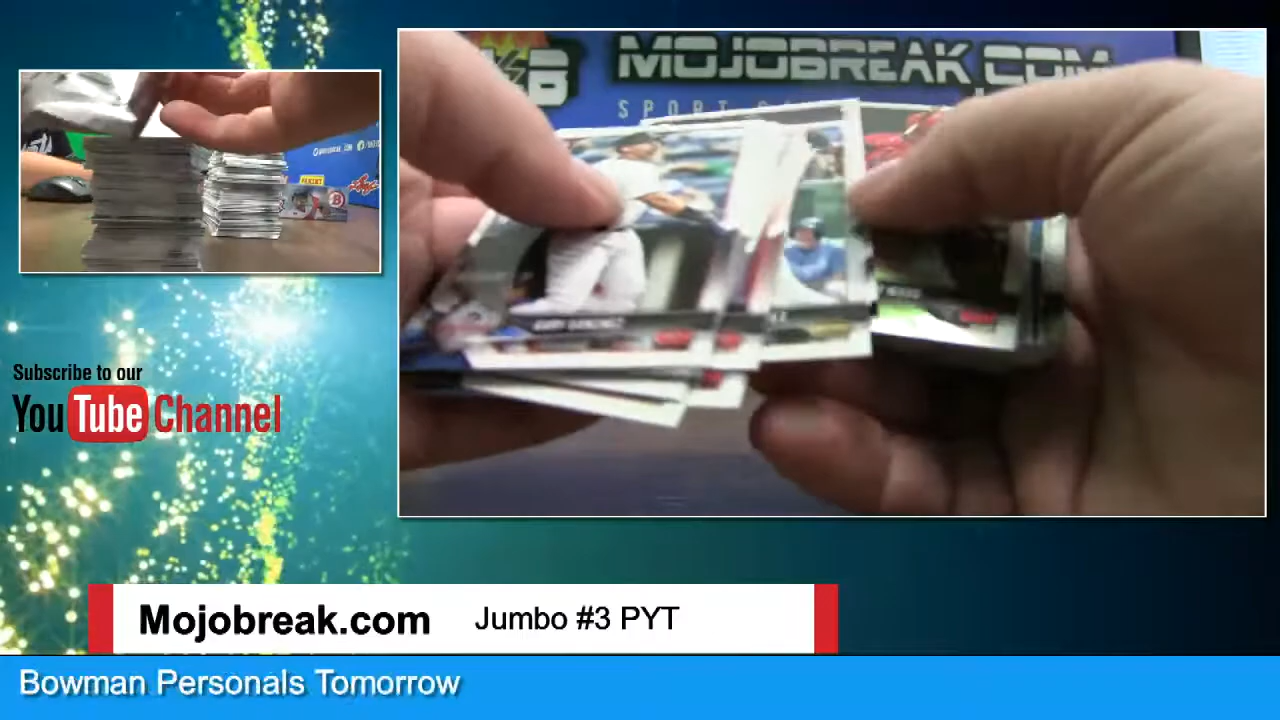 MOJOBREAK.COM
Subscribe to our
YouTube Channel
Mojobreak.com
Jumbo #3 PYT
Bowman Personals Tomorrow